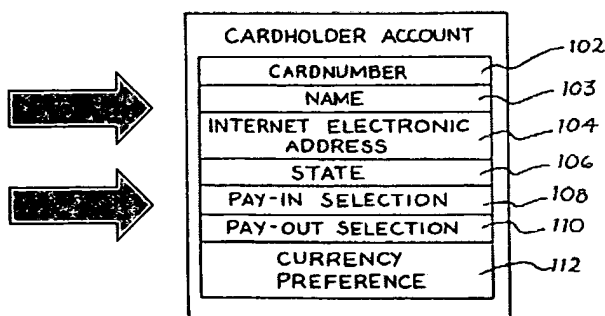 CARDHOLDER ACCOUNT
CARDNUMBER 102
NAME 103
INTERNET ELECTRONIC ADDRESS 104
STATE 106
PAY-IN SELECTION 108
PAY-OUT SELECTION 110
CURRENCY PREFERENCE 112